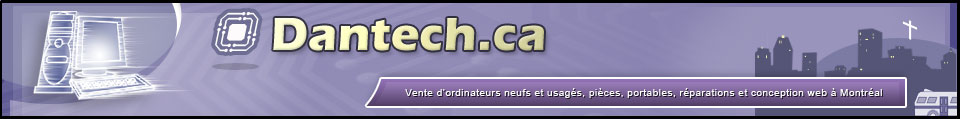 Dantech.ca
Vente d'ordinateurs neufs et usagés, pièces, portables, réparations et conception web à Montréal